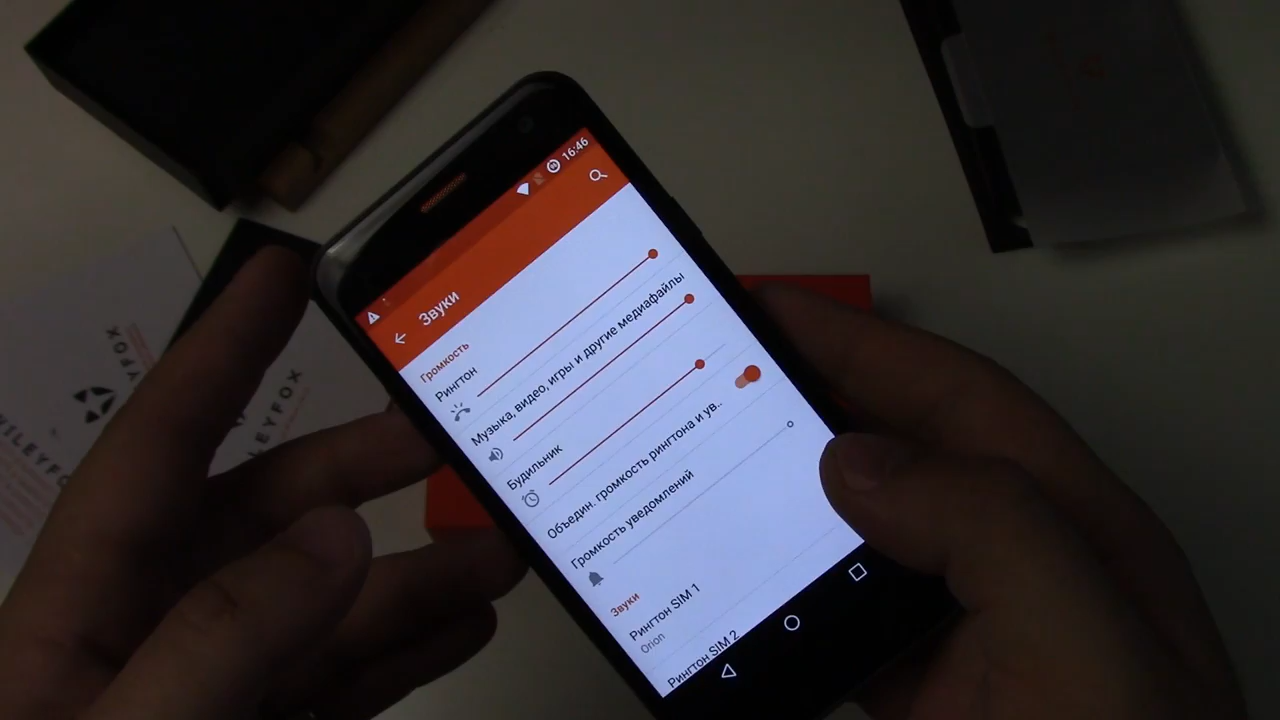 16:46
Звуки
Громкость
Рингтон
Музыка, видео, игры и другие медиафайлы
Будильник
Объедин. громкость рингтона и ув..
Громкость уведомлений
Звуки
Рингтон SIM 1
Orion
Рингтон SIM 2
WILEYFOX